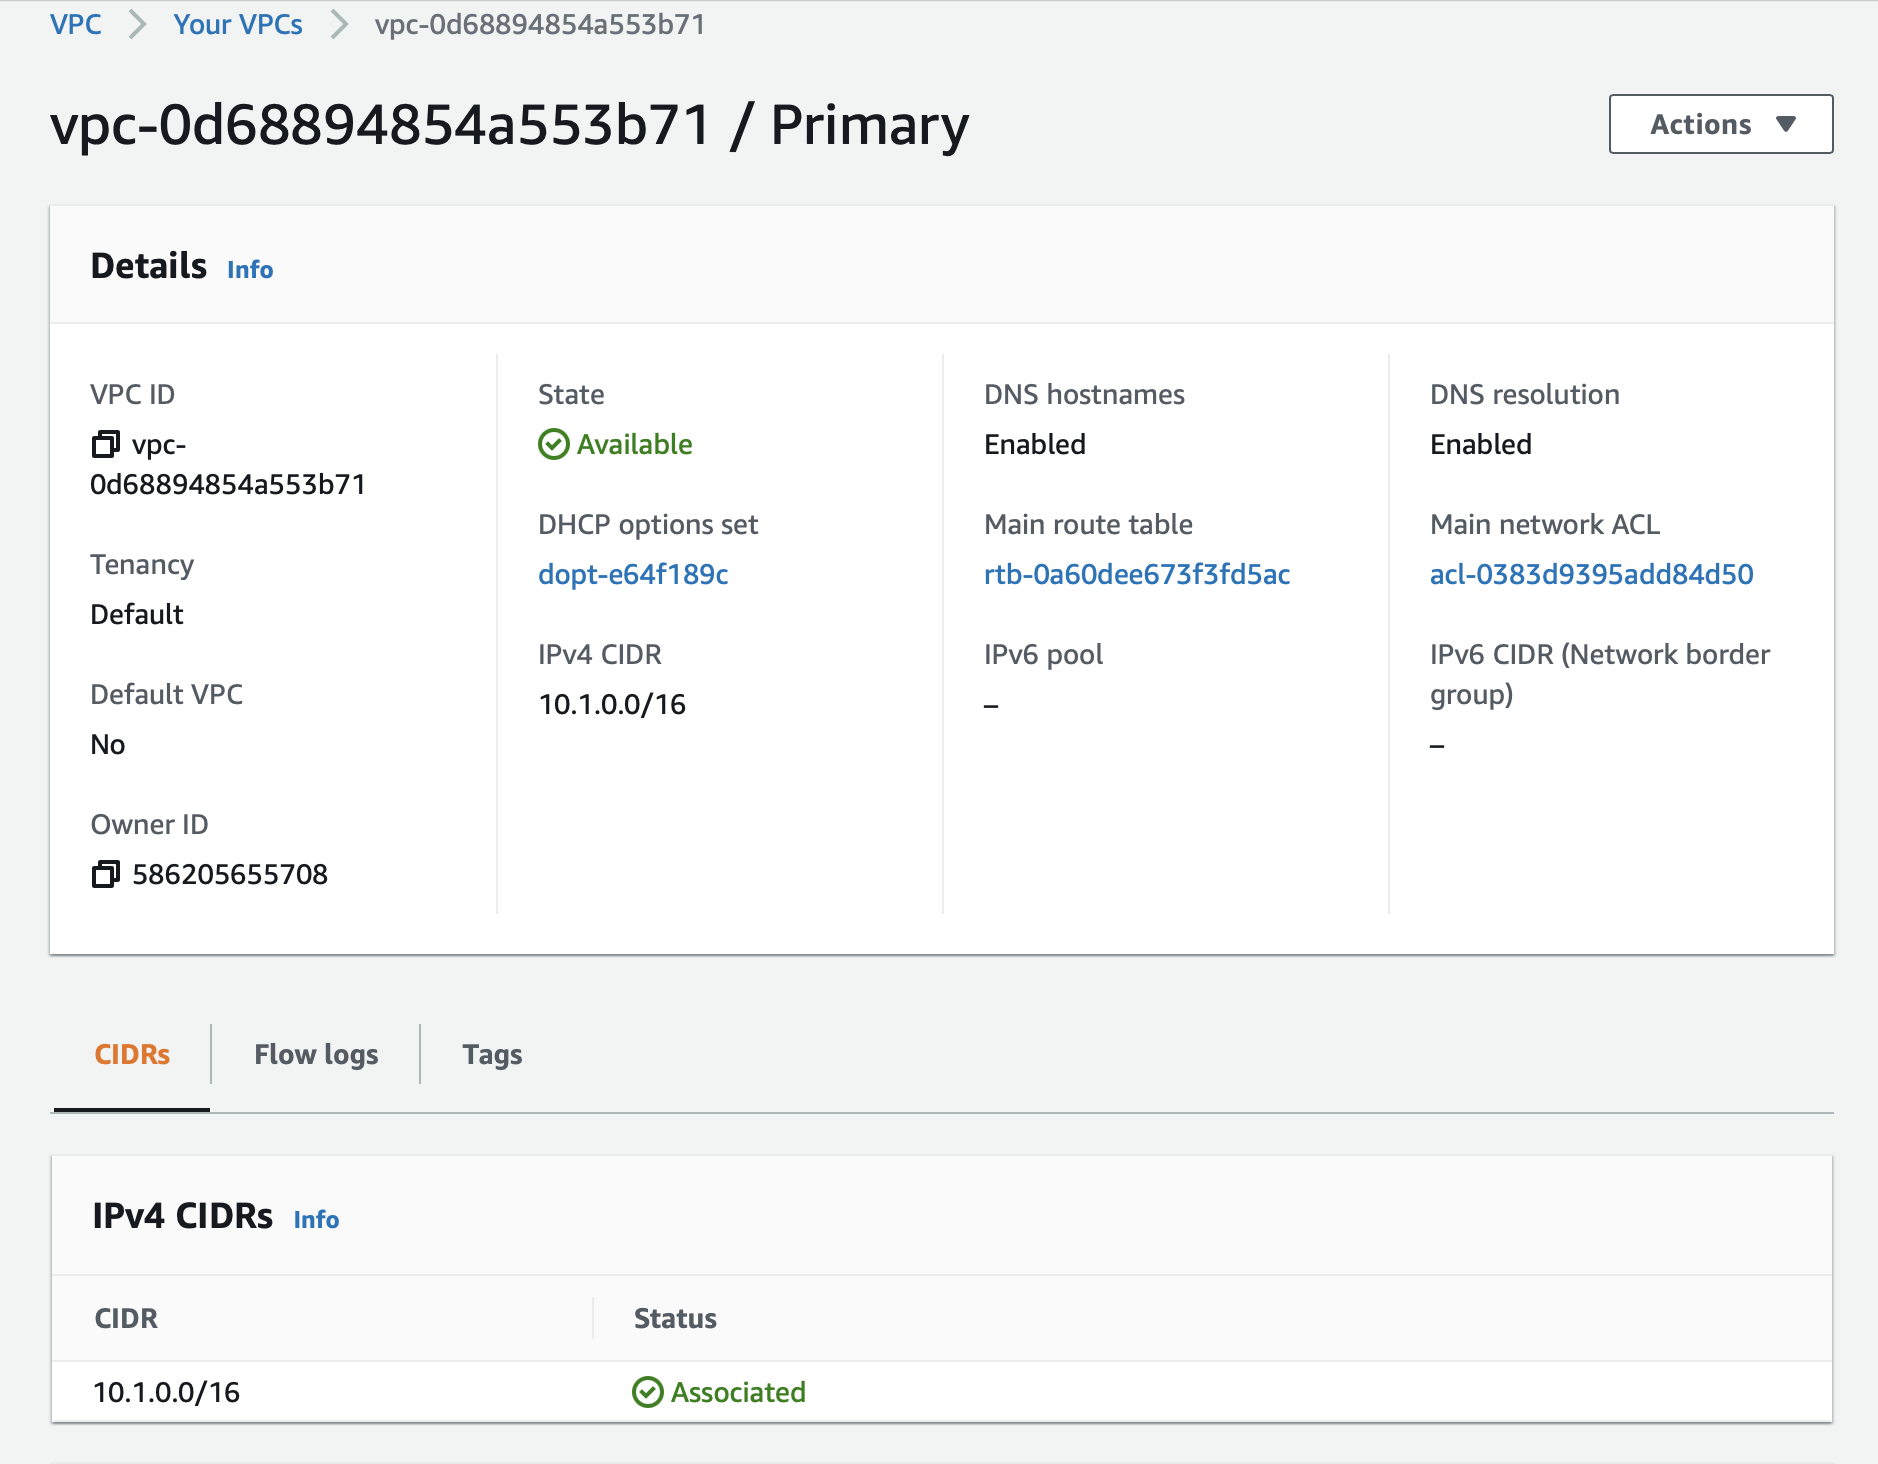 VPC > Your VPCs > vpc-0d68894854a553b71
vpc-0d68894854a553b71 / Primary
Actions
Details Info
VPC ID
vpc-
0d68894854a553b71
Tenancy
Default
Default VPC
No
Owner ID
586205655708
State
Available
DHCP options set
dopt-e64f189c
IPv4 CIDR
10.1.0.0/16
DNS hostnames
Enabled
Main route table
rtb-0a60dee673f3fd5ac
IPv6 pool
–
DNS resolution
Enabled
Main network ACL
acl-0383d9395add84d50
IPv6 CIDR (Network border
group)
–
CIDRs Flow logs Tags
IPv4 CIDRs Info
CIDR Status
10.1.0.0/16 Associated